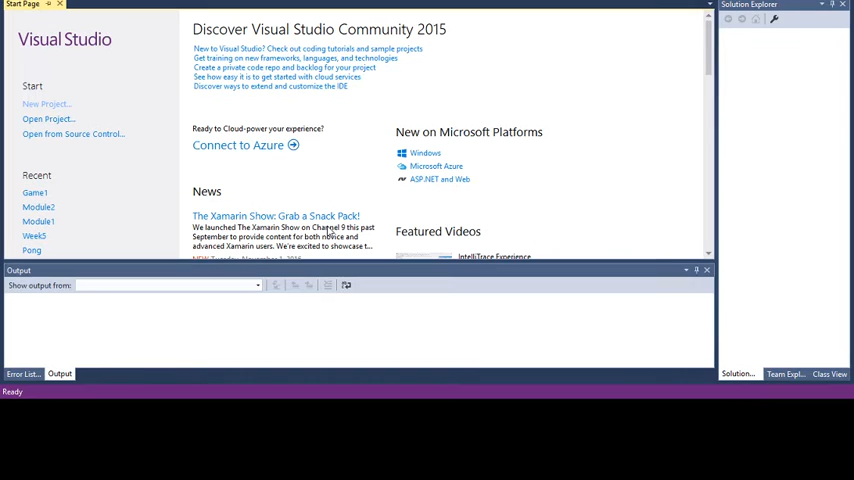 Start Page
Solution Explorer
Visual Studio
Discover Visual Studio Community 2015
New to Visual Studio? Check out coding tutorials and sample projects
Get training on new frameworks, languages, and technologies
Create a private code repo and backlog for your project
See how easy it is to get started with cloud services
Discover ways to extend and customize the IDE
Start
New Project...
Open Project...
Open from Source Control...
Ready to Cloud-power your experience?
Connect to Azure
New on Microsoft Platforms
Windows
Microsoft Azure
ASP.NET and Web
Recent
Game1
Module2
Module1
Week5
Pong
News
The Xamarin Show: Grab a Snack Pack!
We launched The Xamarin Show on Channel 9 this past
September to provide content for both novice and
advanced Xamarin users. We're excited to showcase t...
NEW Tuesday, November 1, 2016
Featured Videos
IntelliTrace Experience
Output
Show output from:
Error List...
Output
Solution...
Team Expl...
Class View
Ready